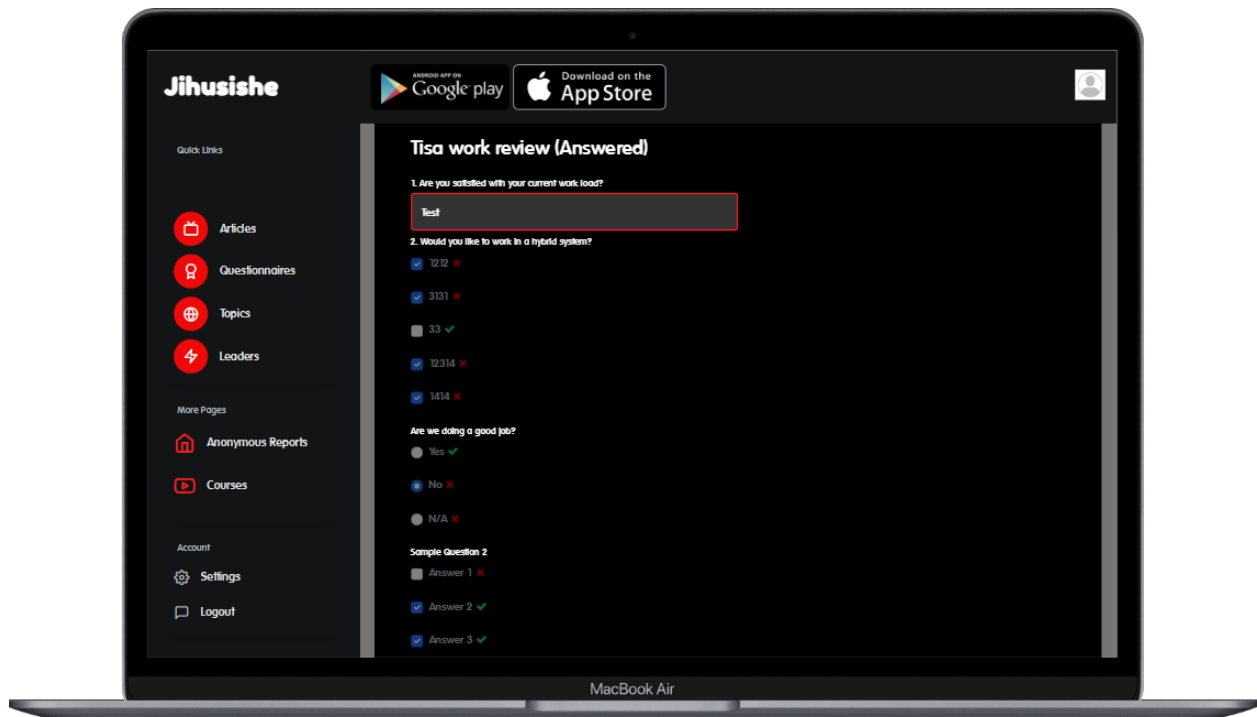 Jihusishe
ANDROID APP ON
Google play
Download on the
App Store
Quick Links
Articles
Questionnaires
Topics
Leaders
More Pages
Anonymous Reports
Courses
Account
Settings
Logout
Tisa work review (Answered)
1. Are you satisfied with your current work load?
Test
2. Would you like to work in a hybrid system?
1212
3131
33
12314
1414
Are we doing a good job?
Yes
No
N/A
Sample Question 2
Answer 1
Answer 2
Answer 3
MacBook Air